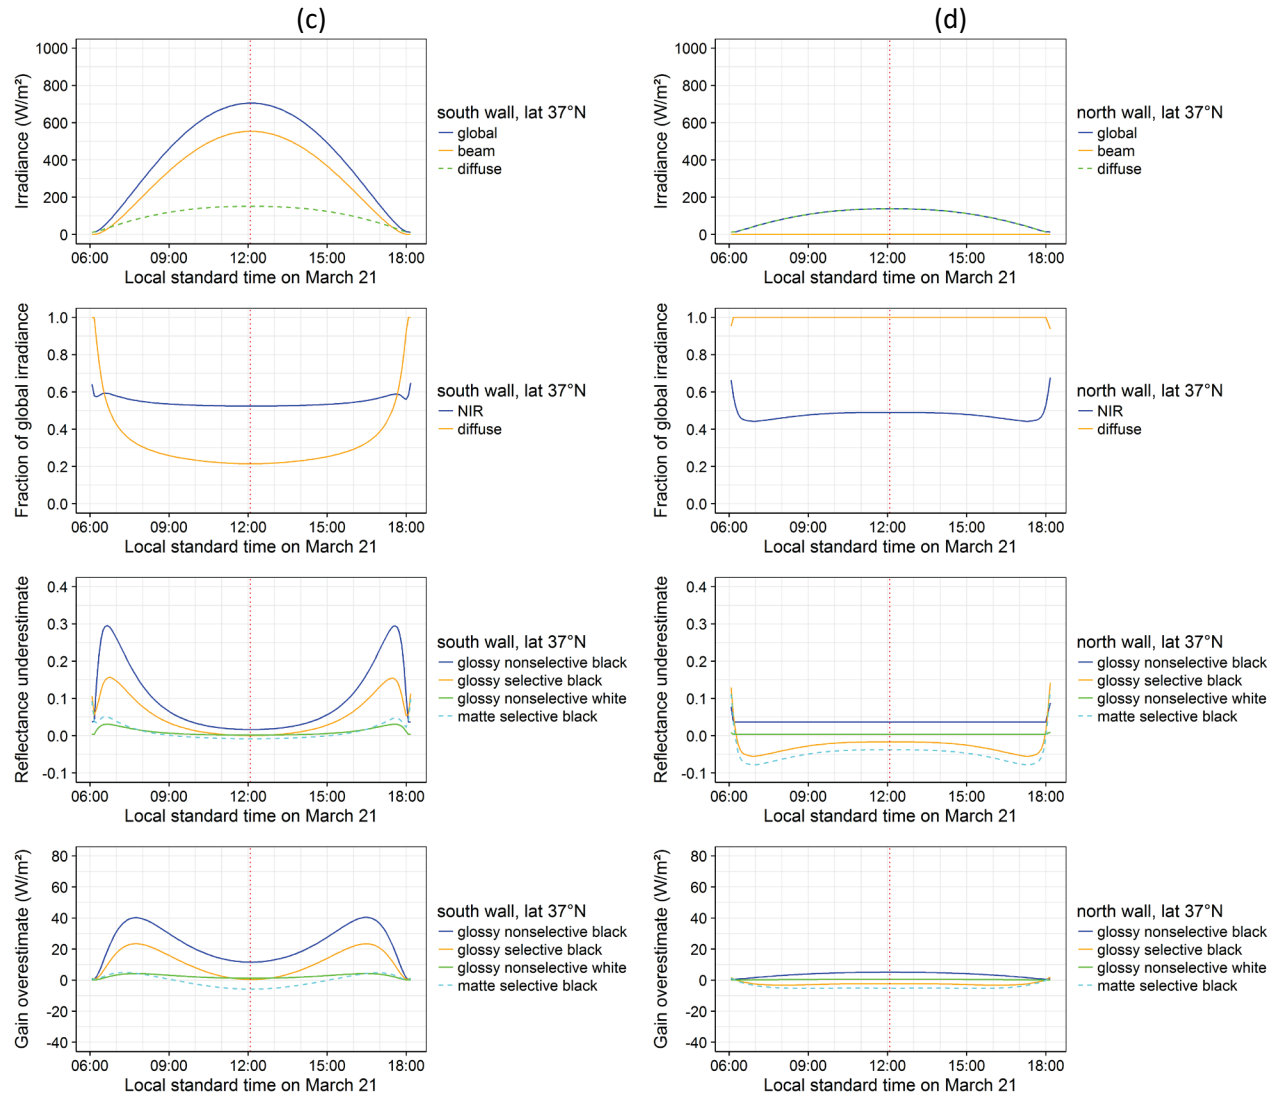 (c)
(d)
Irradiance (W/m²)
1000
800
600
400
200
0
06:00 09:00 12:00 15:00 18:00
Local standard time on March 21
south wall, lat 37°N
global
beam
diffuse
Irradiance (W/m²)
1000
800
600
400
200
0
06:00 09:00 12:00 15:00 18:00
Local standard time on March 21
north wall, lat 37°N
global
beam
diffuse
Fraction of global irradiance
1.0
0.8
0.6
0.4
0.2
0.0
06:00 09:00 12:00 15:00 18:00
Local standard time on March 21
south wall, lat 37°N
NIR
diffuse
Fraction of global irradiance
1.0
0.8
0.6
0.4
0.2
0.0
06:00 09:00 12:00 15:00 18:00
Local standard time on March 21
north wall, lat 37°N
NIR
diffuse
Reflectance underestimate
0.4
0.3
0.2
0.1
0.0
-0.1
06:00 09:00 12:00 15:00 18:00
Local standard time on March 21
south wall, lat 37°N
glossy nonselective black
glossy selective black
glossy nonselective white
matte selective black
Reflectance underestimate
0.4
0.3
0.2
0.1
0.0
-0.1
06:00 09:00 12:00 15:00 18:00
Local standard time on March 21
north wall, lat 37°N
glossy nonselective black
glossy selective black
glossy nonselective white
matte selective black
Gain overestimate (W/m²)
80
60
40
20
0
-20
-40
06:00 09:00 12:00 15:00 18:00
Local standard time on March 21
south wall, lat 37°N
glossy nonselective black
glossy selective black
glossy nonselective white
matte selective black
Gain overestimate (W/m²)
80
60
40
20
0
-20
-40
06:00 09:00 12:00 15:00 18:00
Local standard time on March 21
north wall, lat 37°N
glossy nonselective black
glossy selective black
glossy nonselective white
matte selective black